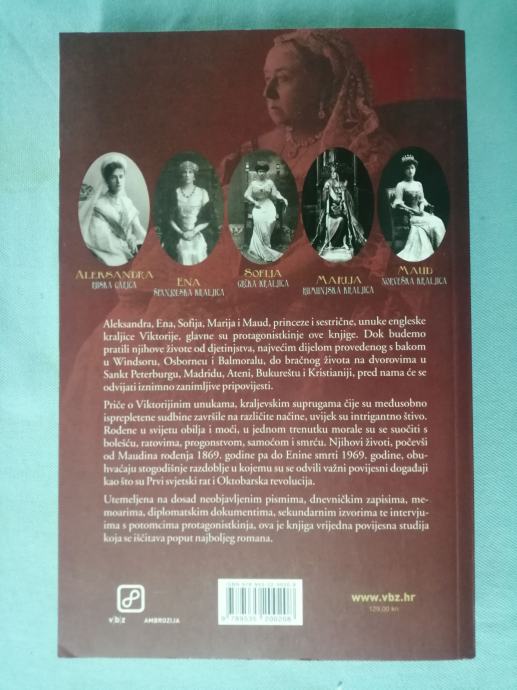 ALEKSANDRA
RUSKA CARICA
ENA
ŠPANJOLSKA KRALJICA
SOFIJA
GRČKA KRALJICA
MARIJA
RUMUNJSKA KRALJICA
MAUD
NORVEŠKA KRALJICA
Aleksandra, Ena, Sofija, Marija i Maud, princeze i sestrične, unuke engleske
kraljice Viktorije, glavne su protagonistkinje ove knjige. Dok budemo
pratili njihove živote od djetinjstva, najvećim dijelom provedenog s bakom
u Windsoru, Osborneu i Balmoralu, do bračnog života na dvorovima u
Sankt Peterburgu, Madridu, Ateni, Bukureštu i Kristianiji, pred nama će se
odvijati iznimno zanimljive pripovijesti.
Priče o Viktorijinim unukama, kraljevskim suprugama čije su međusobno
isprepletene sudbine završile na različite načine, uvijek su intrigantno štivo.
Rođene u svijetu obilja i moći, u jednom trenutku morale su se suočiti s
bolešću, ratovima, progonstvom, samoćom i smrću. Njihovi životi, počevši
od Maudina rođenja 1869. godine pa do Enine smrti 1969. godine, obu-
hvaćaju stogodišnje razdoblje u kojemu su se odvili važni povijesni događaji
kao što su Prvi svjetski rat i Oktobarska revolucija.
Utemeljena na dosad neobjavljenim pismima, dnevničkim zapisima, me-
moarima, diplomatskim dokumentima, sekundarnim izvorima te intervju-
ima s potomcima protagonistkinja, ova je knjiga vrijedna povijesna studija
koja se iščitava poput najboljeg romana.
v|b|z
AMBROZIJA
9 789535 200208
www.vbz.hr
129,00 kn